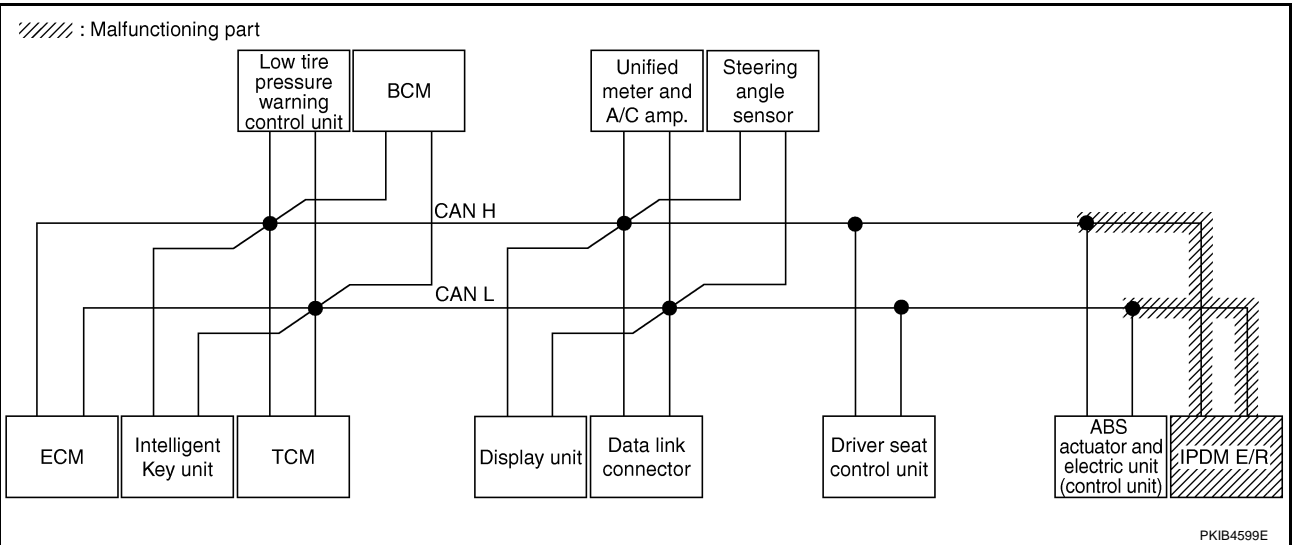 : Malfunctioning part
Low tire
pressure
warning
control unit
BCM
Unified
meter and
A/C amp.
Steering
angle
sensor
CAN H
CAN L
ECM
Intelligent
Key unit
TCM
Display unit
Data link
connector
Driver seat
control unit
ABS
actuator and
electric unit
(control unit)
IPDM E/R
PKIB4599E